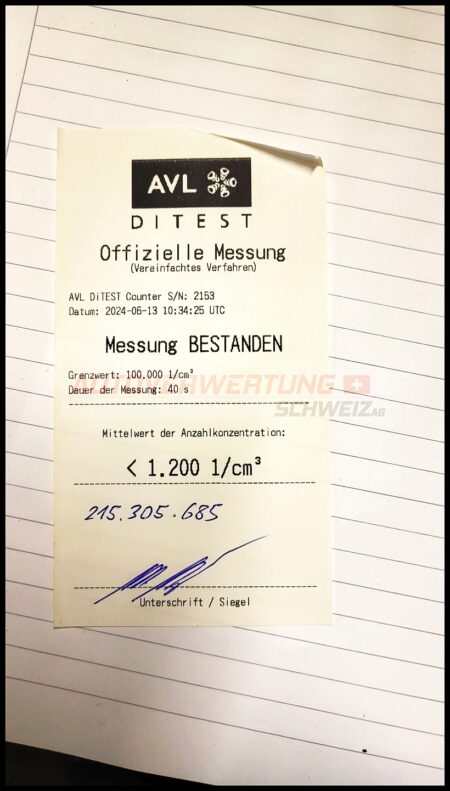 AVL
DITEST
Offizielle Messung
(Vereinfachtes Verfahren)
AVL DiTEST Counter S/N: 2153
Datum: 2024-06-13 10:34:25 UTC
Messung BESTANDEN
Grenzwert: 100.000 1/cm³
AUTOVERWERTUNG
Dauer der Messung: 40 s
SCHWEIZ AG
Mittelwert der Anzahlkonzentration:
< 1.200 1/cm³
215.305.685
Unterschrift / Siegel